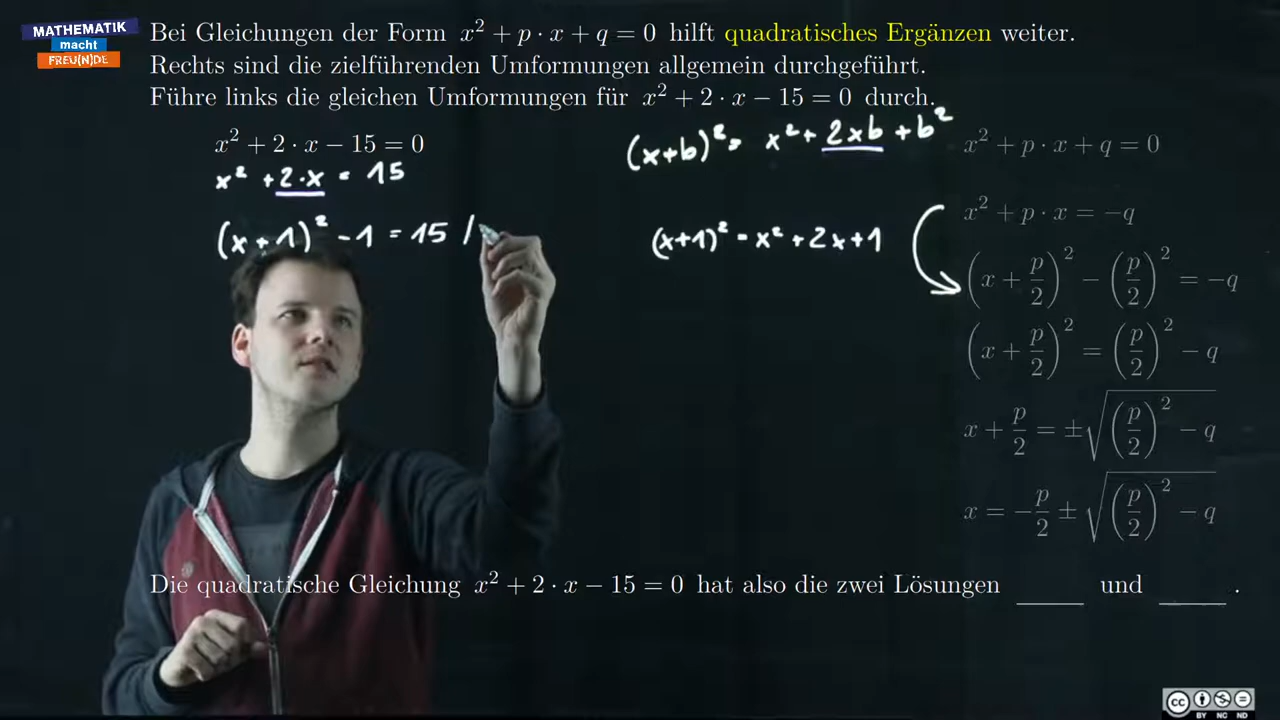 MATHEMATIK
macht
FREU(N)DE
Bei Gleichungen der Form x² + p · x + q = 0 hilft quadratisches Ergänzen weiter.
Rechts sind die zielführenden Umformungen allgemein durchgeführt.
Führe links die gleichen Umformungen für x² + 2 · x − 15 = 0 durch.
x² + 2 · x − 15 = 0
x² + 2 · x = 15
(x + 1)² − 1 = 15 /
(x+b)² = x² + 2xb + b²
(x+1)² = x² + 2x + 1
x² + p · x + q = 0
x² + p · x = −q
(x + p/2)² − (p/2)² = −q
(x + p/2)² = (p/2)² − q
x + p/2 = ±√((p/2)² − q)
x = −p/2 ± √((p/2)² − q)
Die quadratische Gleichung x² + 2 · x − 15 = 0 hat also die zwei Lösungen ____ und ____ .
cc
BY NC ND